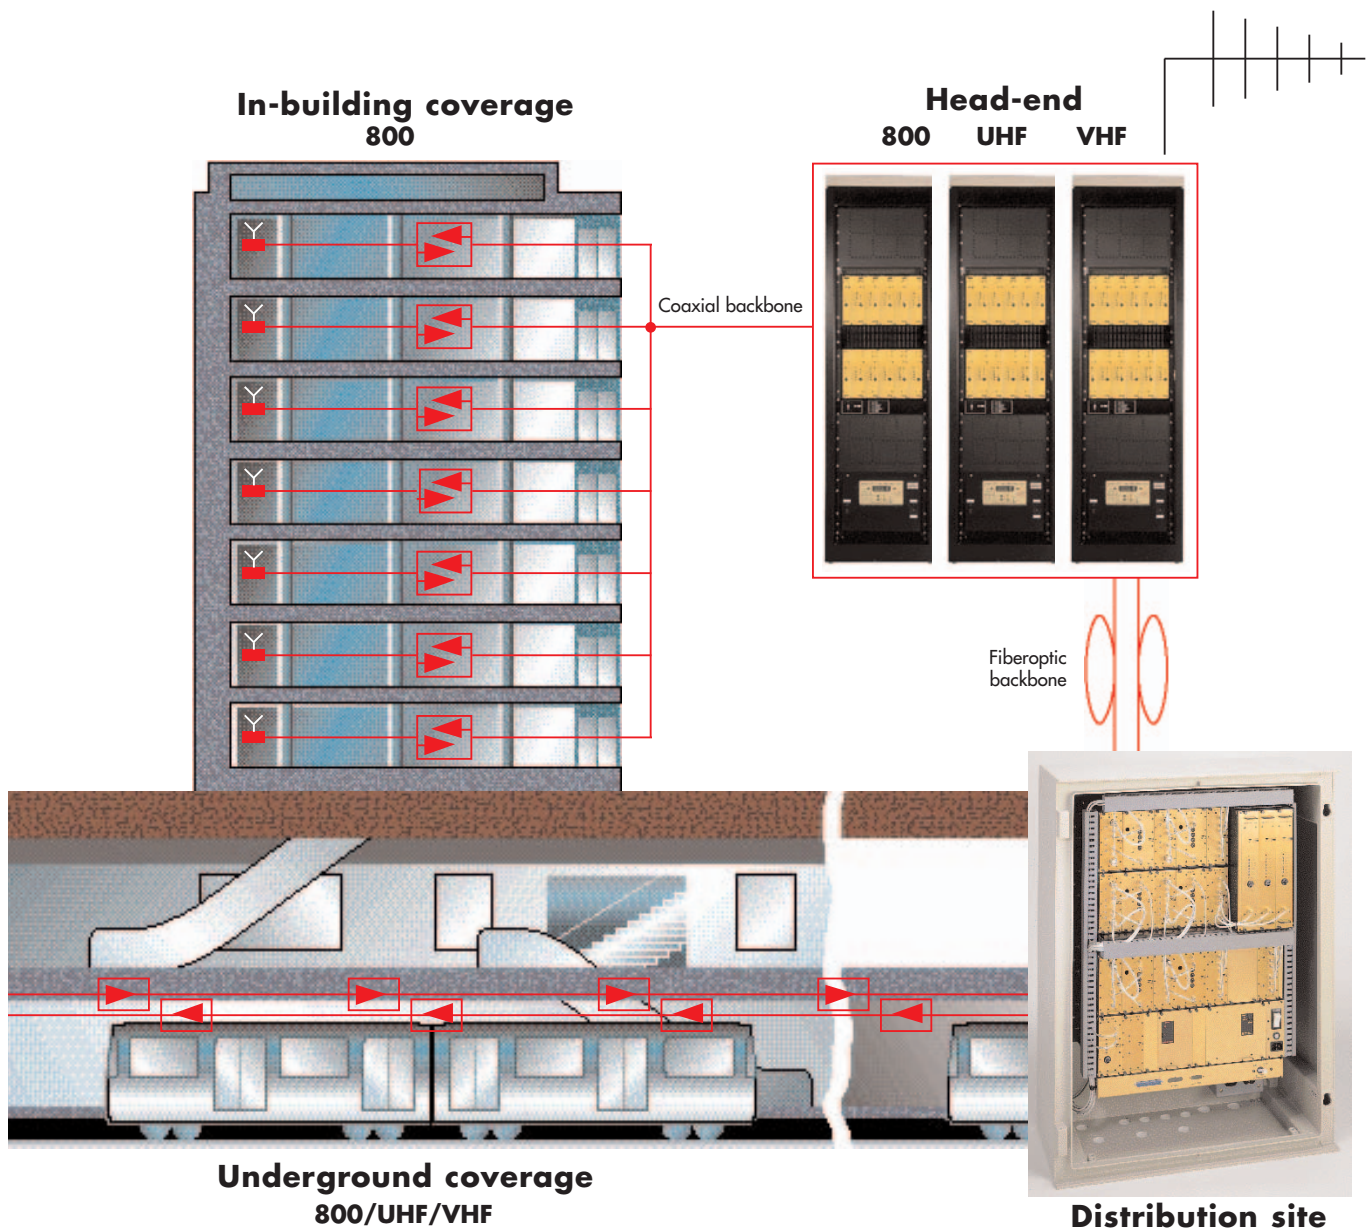 In-building coverage
800
Head-end
800 UHF VHF
Coaxial backbone
Fiberoptic
backbone
Underground coverage
800/UHF/VHF
Distribution site